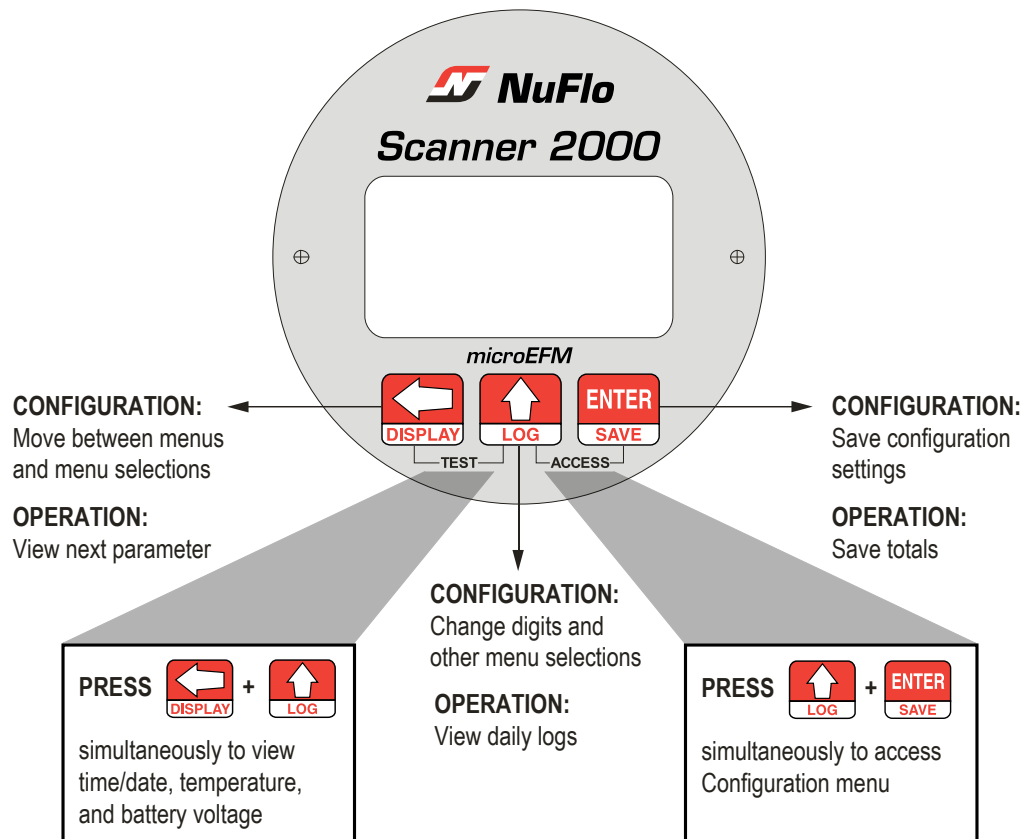 NuFlo
Scanner 2000
microEFM
DISPLAY
LOG
ENTER
SAVE
TEST
ACCESS
CONFIGURATION:
Move between menus
and menu selections
OPERATION:
View next parameter
CONFIGURATION:
Change digits and
other menu selections
OPERATION:
View daily logs
CONFIGURATION:
Save configuration
settings
OPERATION:
Save totals
PRESS DISPLAY + LOG
simultaneously to view
time/date, temperature,
and battery voltage
PRESS LOG + ENTER SAVE
simultaneously to access
Configuration menu